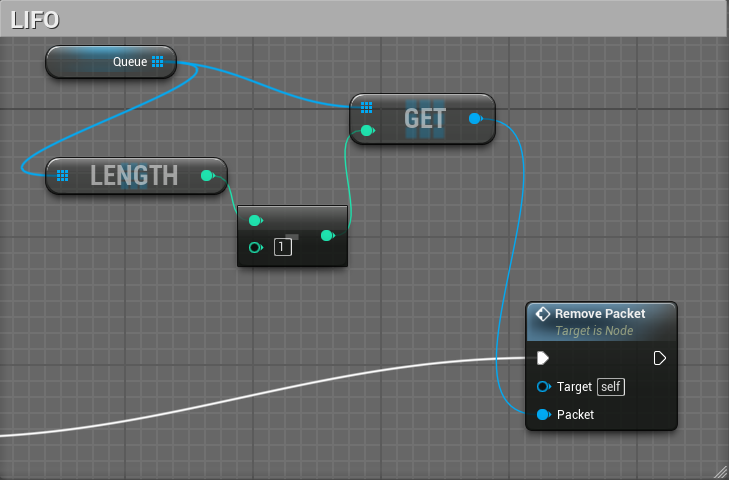 LIFO
Queue
GET
LENGTH
-
1
Remove Packet
Target is Node
Target self
Packet